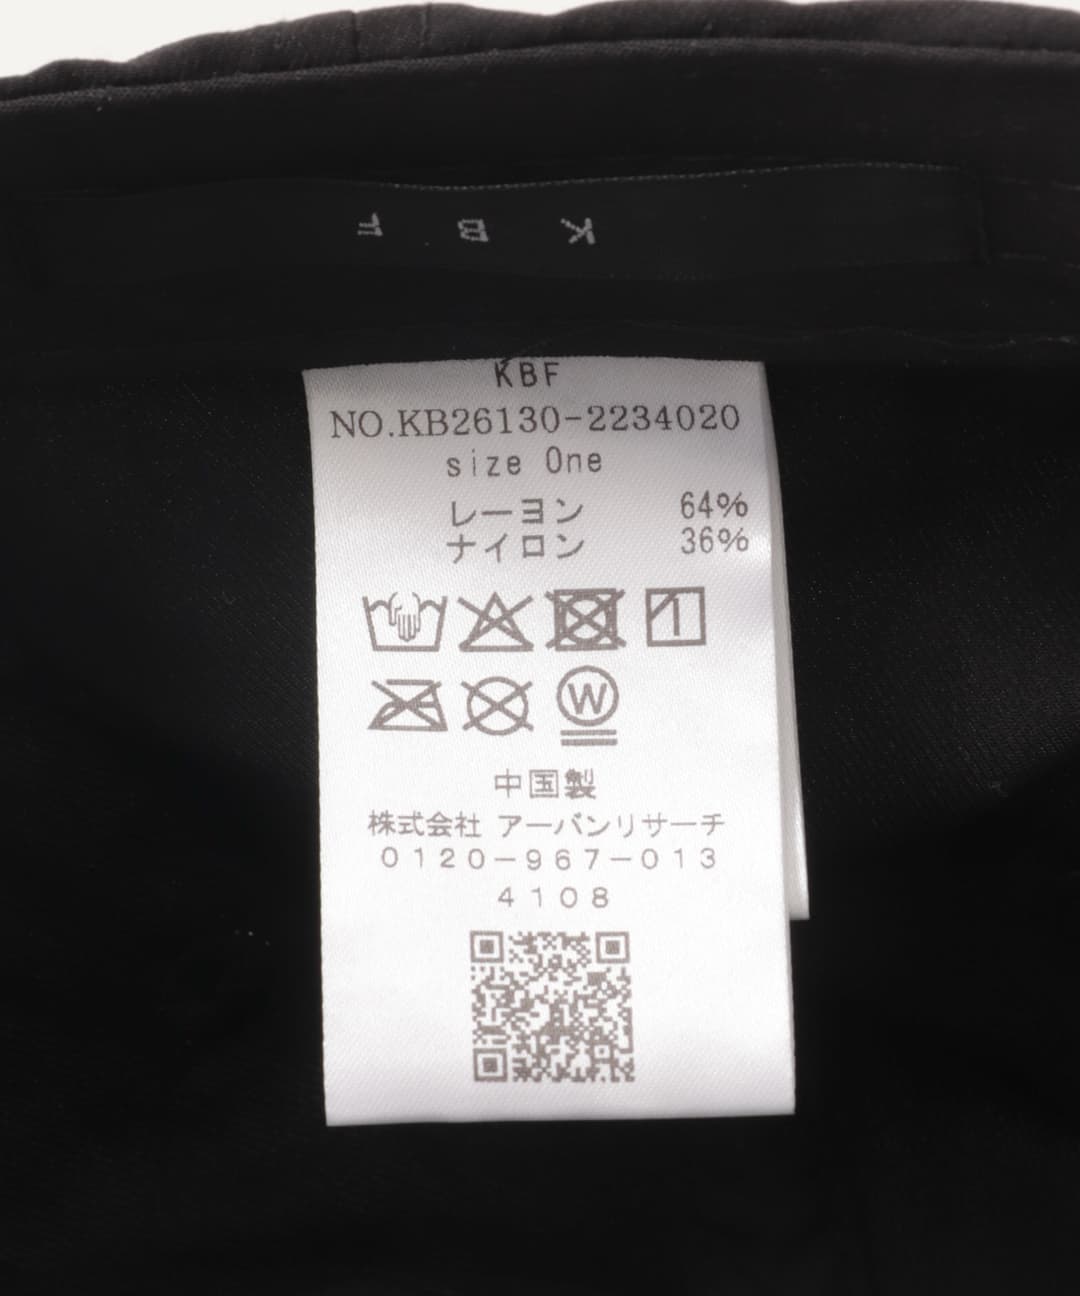 K B F
KBF
NO.KB26130-2234020
size One
レーヨン 64%
ナイロン 36%
W
中国製
株式会社 アーバンリサーチ
0120-967-013
4108